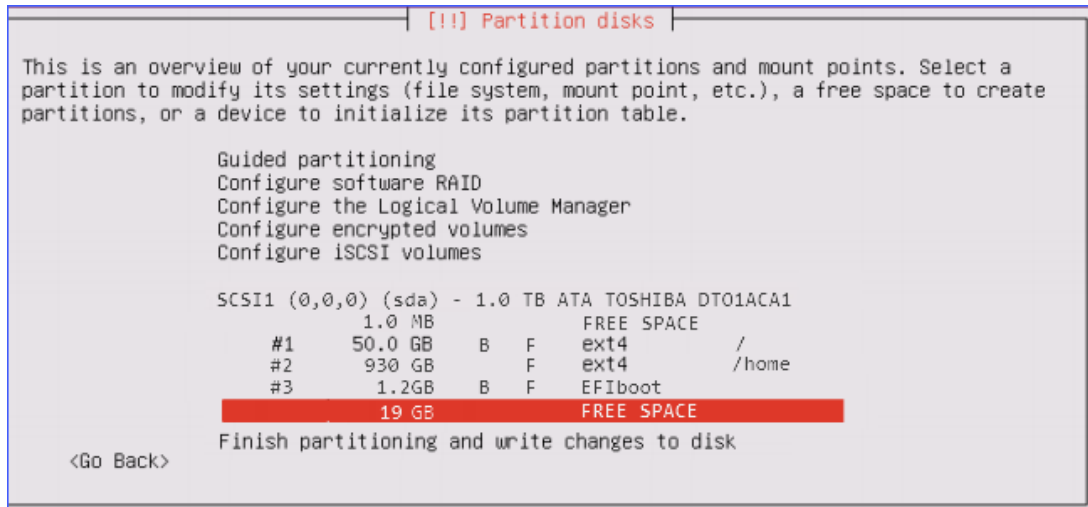 [!!] Partition disks
This is an overview of your currently configured partitions and mount points. Select a
partition to modify its settings (file system, mount point, etc.), a free space to create
partitions, or a device to initialize its partition table.
Guided partitioning
Configure software RAID
Configure the Logical Volume Manager
Configure encrypted volumes
Configure iSCSI volumes
SCSI1 (0,0,0) (sda) - 1.0 TB ATA TOSHIBA DT01ACA1
1.0 MB FREE SPACE
#1 50.0 GB B F ext4 /
#2 930 GB F ext4 /home
#3 1.2GB B F EFIboot
19 GB FREE SPACE
Finish partitioning and write changes to disk
<Go Back>